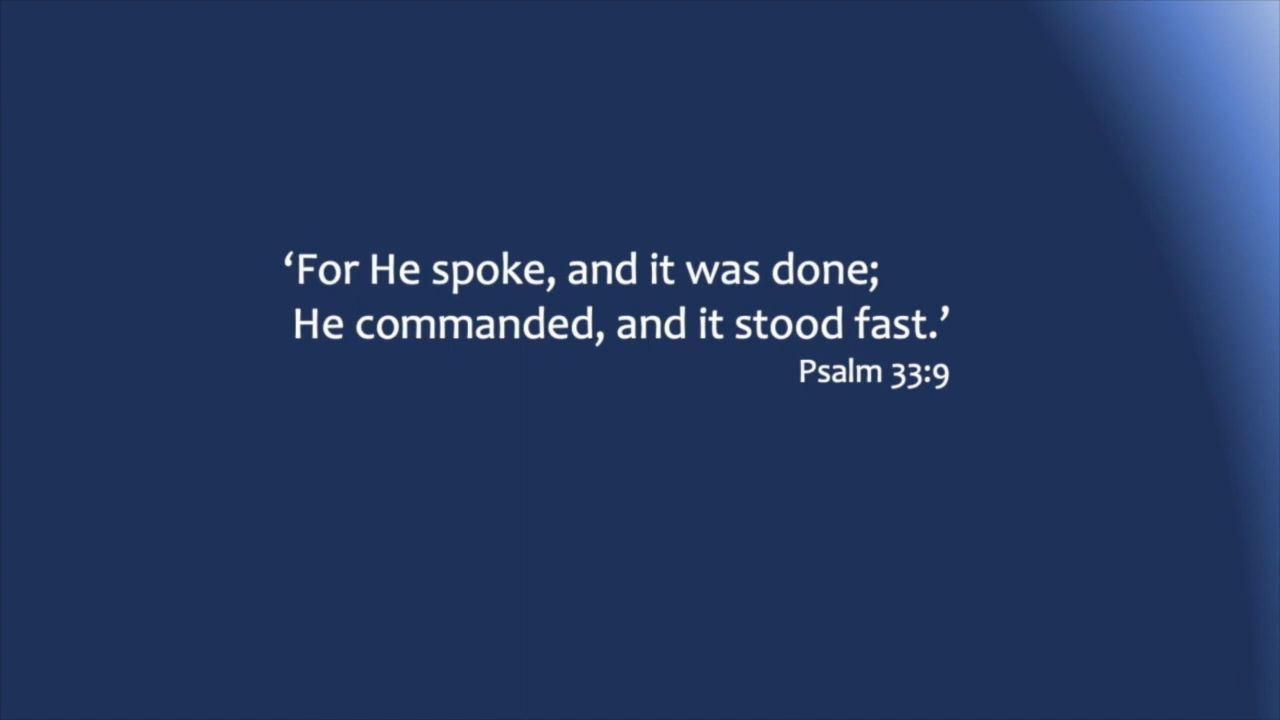 ‘For He spoke, and it was done;
He commanded, and it stood fast.’
Psalm 33:9